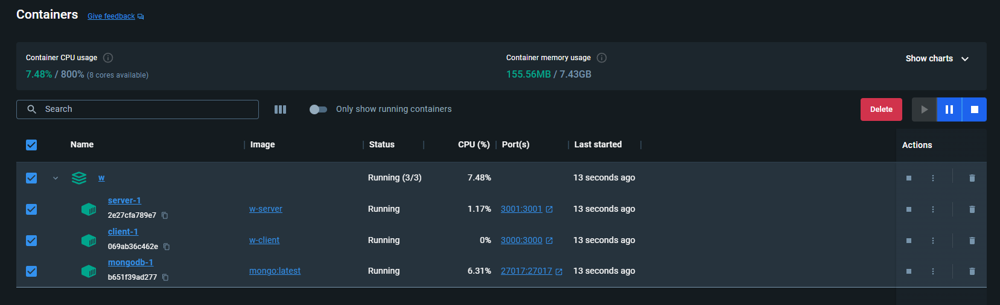 Containers Give feedback
Container CPU usage
7.48% / 800% (8 cores available)
Container memory usage
155.56MB / 7.43GB
Show charts
Search
Only show running containers
Delete
Name Image Status CPU (%) Port(s) Last started Actions
w Running (3/3) 7.48% 13 seconds ago
server-1
2e27cfa789e7 w-server Running 1.17% 3001:3001 13 seconds ago
client-1
069ab36c462e w-client Running 0% 3000:3000 13 seconds ago
mongodb-1
b651f39ad277 mongo:latest Running 6.31% 27017:27017 13 seconds ago